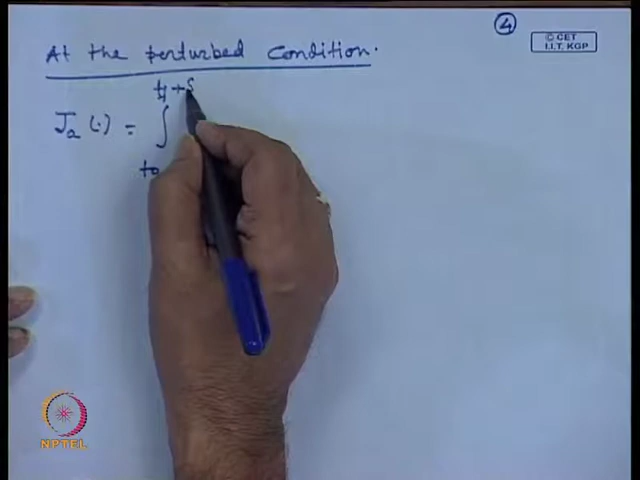 4
© CET
I.I.T. KGP
At the perturbed Condition.
tf + δ
Ja (·) = ∫
to
NPTEL